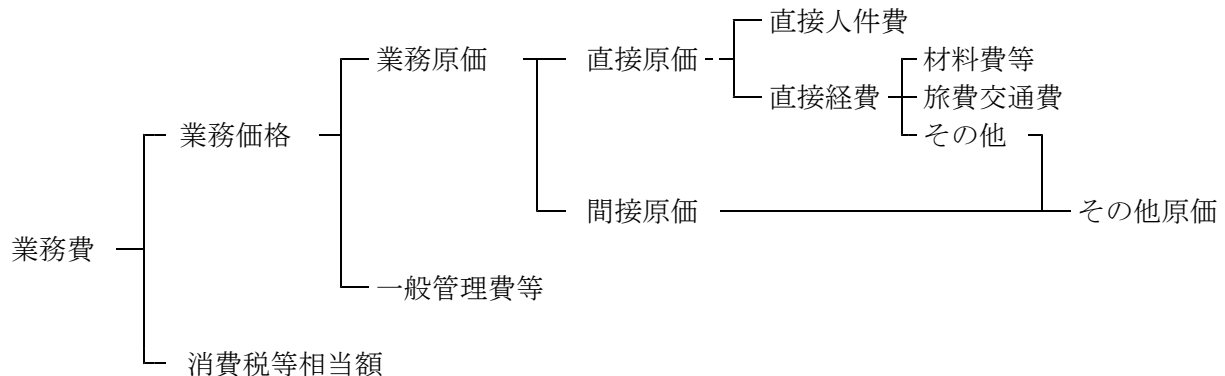 直接人件費
業務原価 直接原価 材料費等
直接経費 旅費交通費
業務価格 その他
間接原価 その他原価
業務費
一般管理費等
消費税等相当額